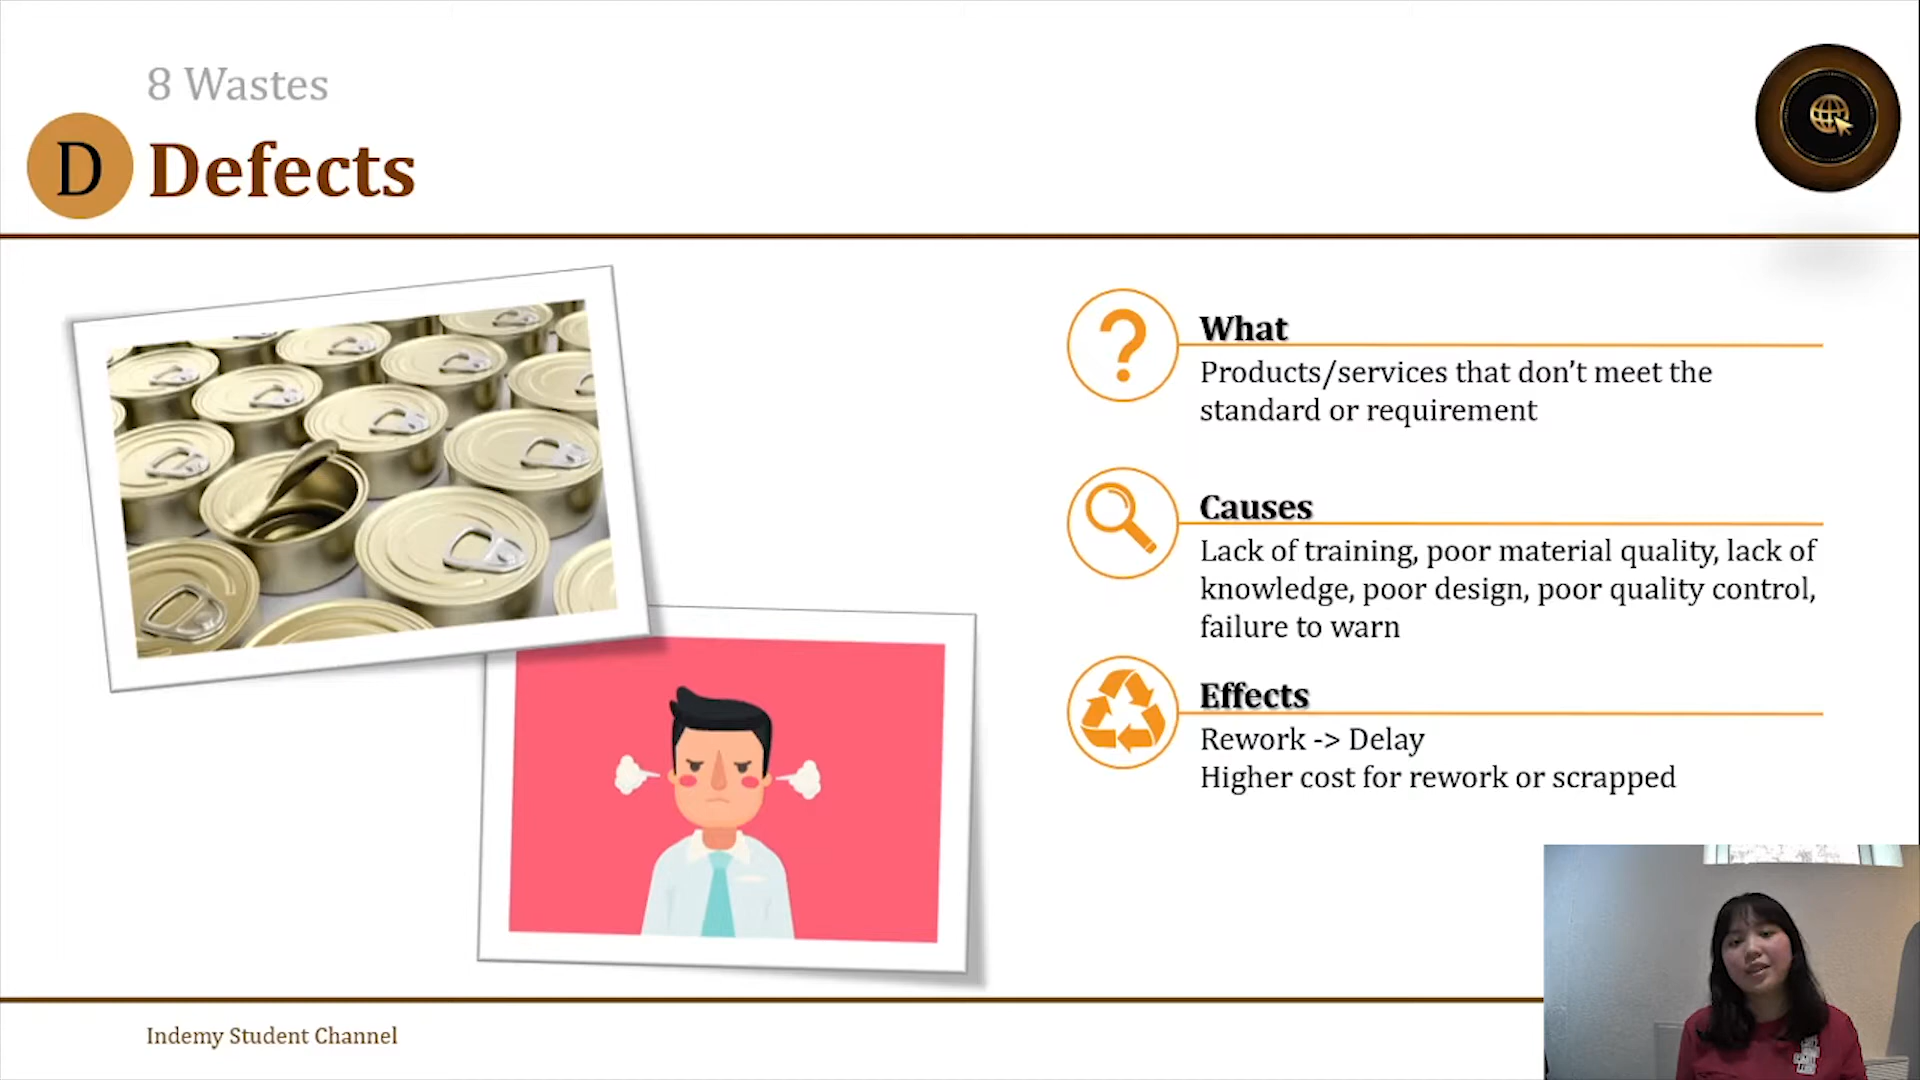 8 Wastes
D Defects
What
Products/services that don’t meet the
standard or requirement
Causes
Lack of training, poor material quality, lack of
knowledge, poor design, poor quality control,
failure to warn
Effects
Rework -> Delay
Higher cost for rework or scrapped
Indemy Student Channel